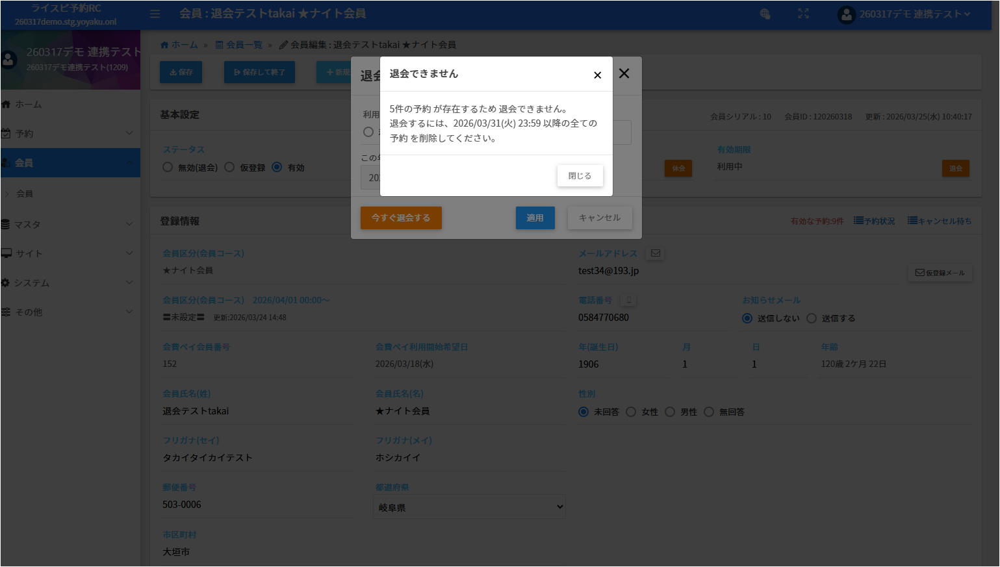 ライスピ予約RC
260317demo.stg.yoyaku.onl
会員 : 退会テストtakai ★ナイト会員
260317デモ 連携テスト
260317デモ 連携テスト
260317デモ連携テスト(1209)
ホーム » 会員一覧 » 会員編集 : 退会テストtakai ★ナイト会員
保存
保存して終了
新規
退会
退会できません
5件の予約 が存在するため 退会できません。
退会するには、2026/03/31(火) 23:59 以降の全ての
予約 を削除してください。
閉じる
利用
この年
今すぐ退会する
適用
キャンセル
ホーム
予約
会員
会員
マスタ
サイト
システム
その他
基本設定
会員シリアル : 10
会員ID : 120260318
更新 : 2026/03/25(水) 10:40:17
ステータス
無効(退会)
仮登録
有効
休会
有効期限
利用中
退会
登録情報
有効な予約:9件
予約状況
キャンセル待ち
会員区分(会員コース)
★ナイト会員
メールアドレス
test34@193.jp
仮登録メール
会員区分(会員コース) 2026/04/01 00:00～
〓未設定〓 更新:2026/03/24 14:48
電話番号
0584770680
お知らせメール
送信しない
送信する
会費ペイ会員番号
152
会費ペイ利用開始希望日
2026/03/18(水)
年(誕生日)
1906
月
1
日
1
年齢
120歳 2ケ月 22日
会員氏名(姓)
退会テストtakai
会員氏名(名)
★ナイト会員
性別
未回答
女性
男性
無回答
フリガナ(セイ)
タカイタイカイテスト
フリガナ(メイ)
ホシカイイ
郵便番号
503-0006
都道府県
岐阜県
市区町村
大垣市